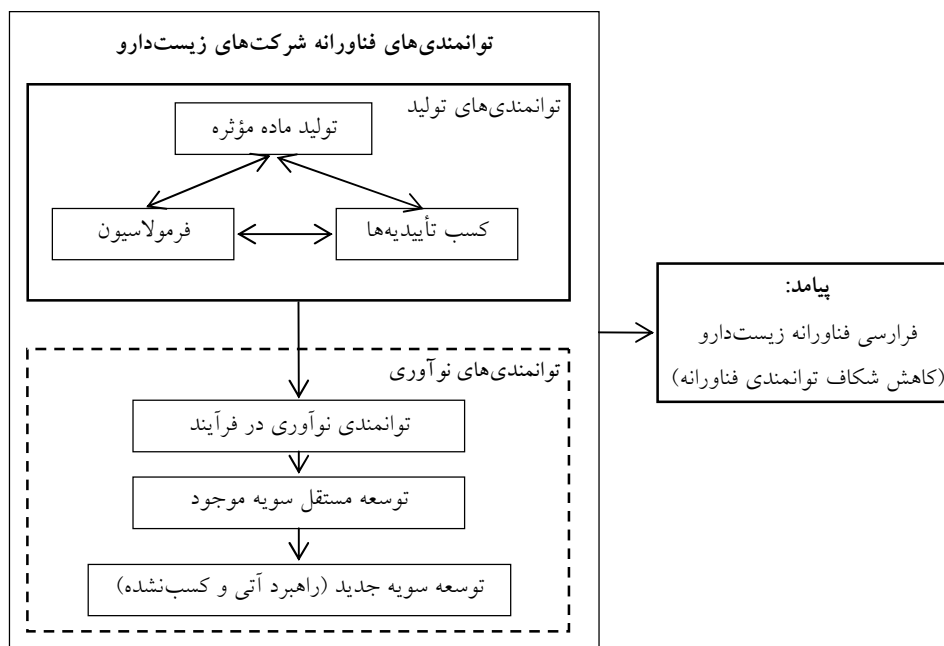 توانمندی‌های فناورانه شرکت‌های زیست‌دارو
توانمندی‌های تولید
تولید ماده مؤثره
کسب تأییدیه‌ها
فرمولاسیون
توانمندی‌های نوآوری
توانمندی نوآوری در فرآیند
توسعه مستقل سویه موجود
توسعه سویه جدید (راهبرد آتی و کسب‌نشده)
پیامد:
فرارسی فناورانه زیست‌دارو
(کاهش شکاف توانمندی فناورانه)